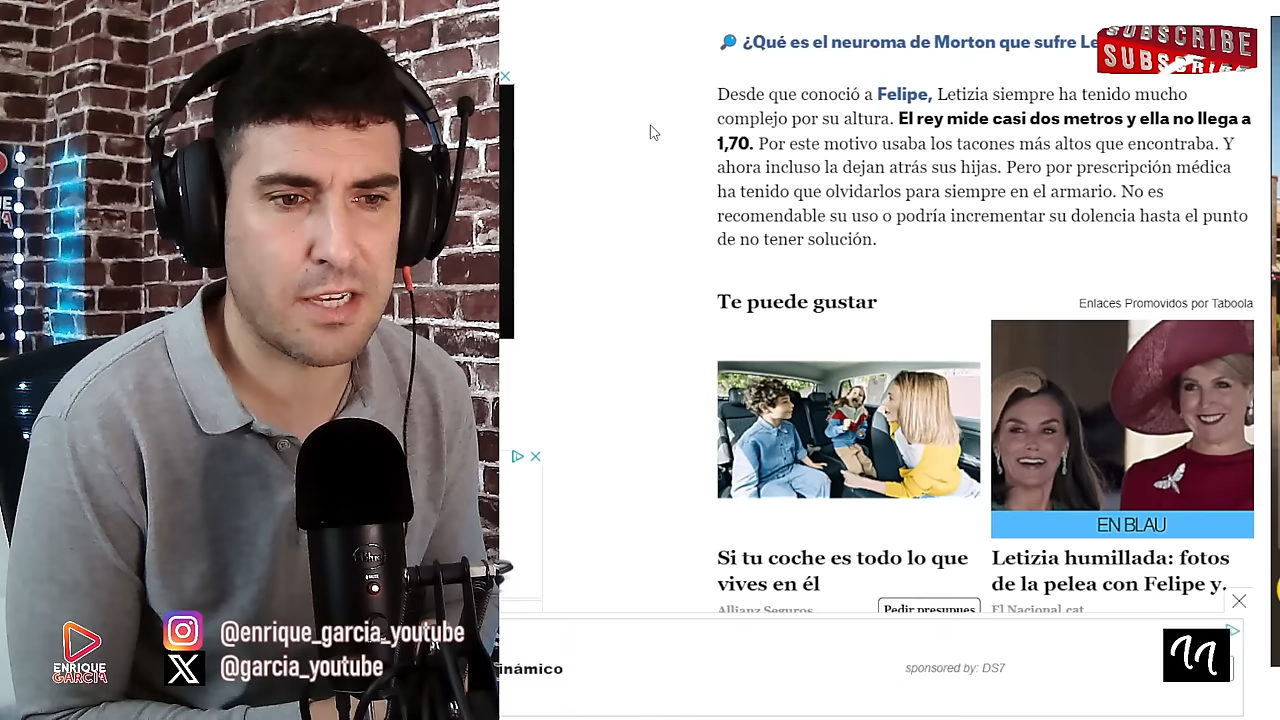 🔎 ¿Qué es el neuroma de Morton que sufre Le
SUBSCRIBE
Desde que conoció a Felipe, Letizia siempre ha tenido mucho
complejo por su altura. El rey mide casi dos metros y ella no llega a
1,70. Por este motivo usaba los tacones más altos que encontraba. Y
ahora incluso la dejan atrás sus hijas. Pero por prescripción médica
ha tenido que olvidarlos para siempre en el armario. No es
recomendable su uso o podría incrementar su dolencia hasta el punto
de no tener solución.
Te puede gustar
Enlaces Promovidos por Taboola
EN BLAU
Si tu coche es todo lo que
vives en él
Allianz Seguros
Pedir presupues
Letizia humillada: fotos
de la pelea con Felipe y.
El Nacional.cat
@enrique_garcia_youtube
@garcia_youtube
ENRIQUE
GARCIA
inámico
sponsored by: DS7